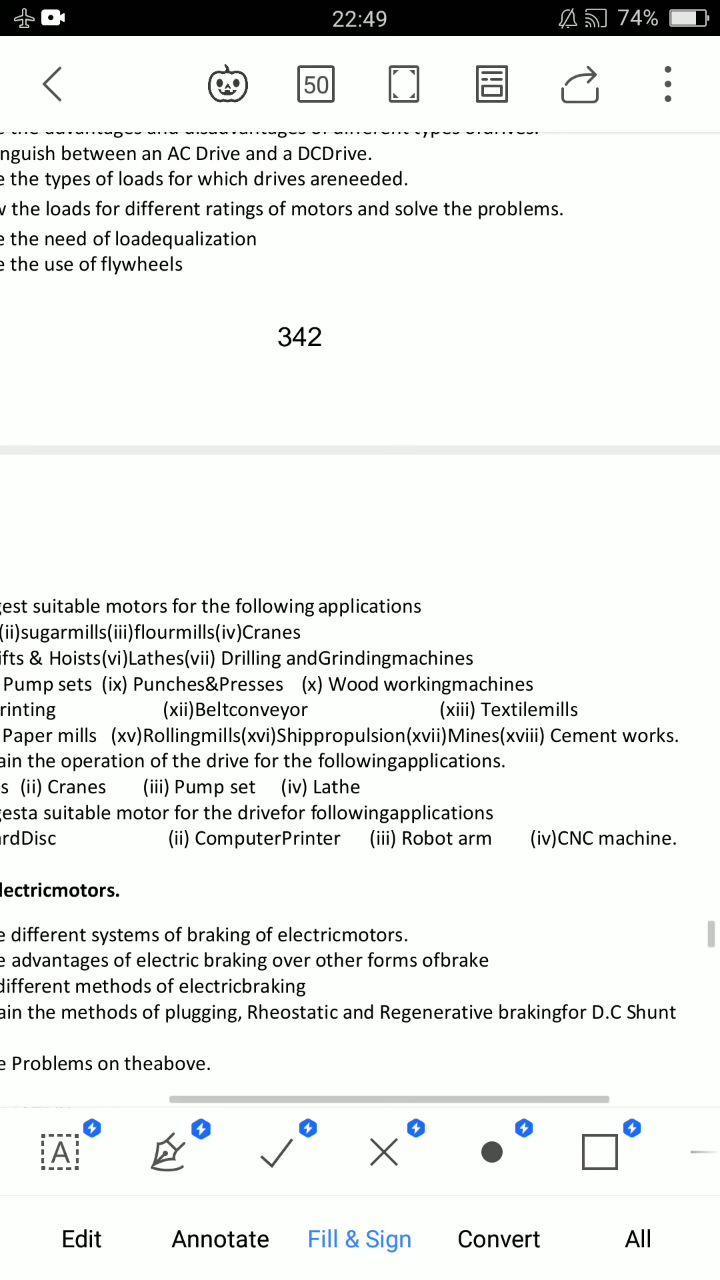 22:49
74%
50
nguish between an AC Drive and a DCDrive.
e the types of loads for which drives areneeded.
the loads for different ratings of motors and solve the problems.
e the need of loadequalization
e the use of flywheels
342
gest suitable motors for the following applications
(ii)sugarmills(iii)flourmills(iv)Cranes
ifts & Hoists(vi)Lathes(vii) Drilling andGrindingmachines
Pump sets (ix) Punches&Presses (x) Wood workingmachines
rinting (xii)Beltconveyor (xiii) Textilemills
Paper mills (xv)Rollingmills(xvi)Shippropulsion(xvii)Mines(xviii) Cement works.
ain the operation of the drive for the followingapplications.
s (ii) Cranes (iii) Pump set (iv) Lathe
gesta suitable motor for the drivefor followingapplications
rdDisc (ii) ComputerPrinter (iii) Robot arm (iv)CNC machine.
lectricmotors.
e different systems of braking of electricmotors.
e advantages of electric braking over other forms ofbrake
different methods of electricbraking
ain the methods of plugging, Rheostatic and Regenerative brakingfor D.C Shunt
e Problems on theabove.
A
Edit Annotate Fill & Sign Convert All